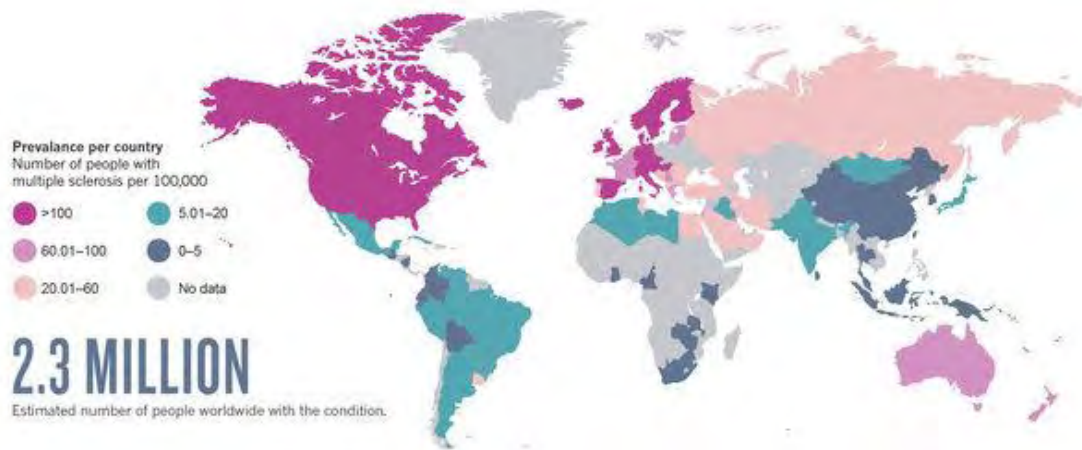 Prevalance per country
Number of people with
multiple sclerosis per 100,000
>100
5.01–20
60.01–100
0–5
20.01–60
No data
2.3 MILLION
Estimated number of people worldwide with the condition.